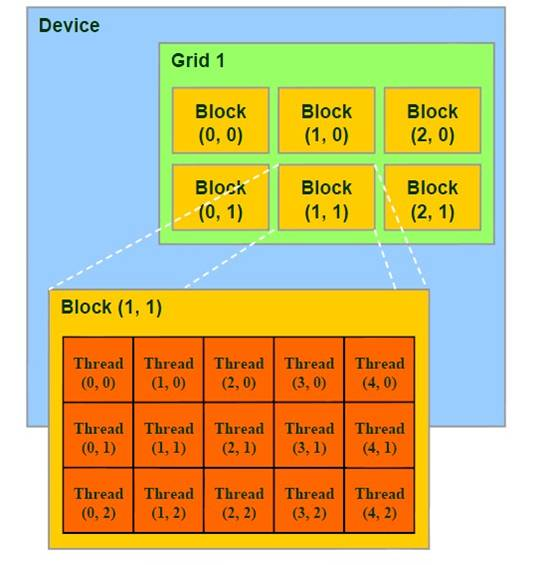 Device
Grid 1
Block Block Block
(0, 0) (1, 0) (2, 0)
Block Block Block
(0, 1) (1, 1) (2, 1)
Block (1, 1)
Thread Thread Thread Thread Thread
(0, 0) (1, 0) (2, 0) (3, 0) (4, 0)
Thread Thread Thread Thread Thread
(0, 1) (1, 1) (2, 1) (3, 1) (4, 1)
Thread Thread Thread Thread Thread
(0, 2) (1, 2) (2, 2) (3, 2) (4, 2)